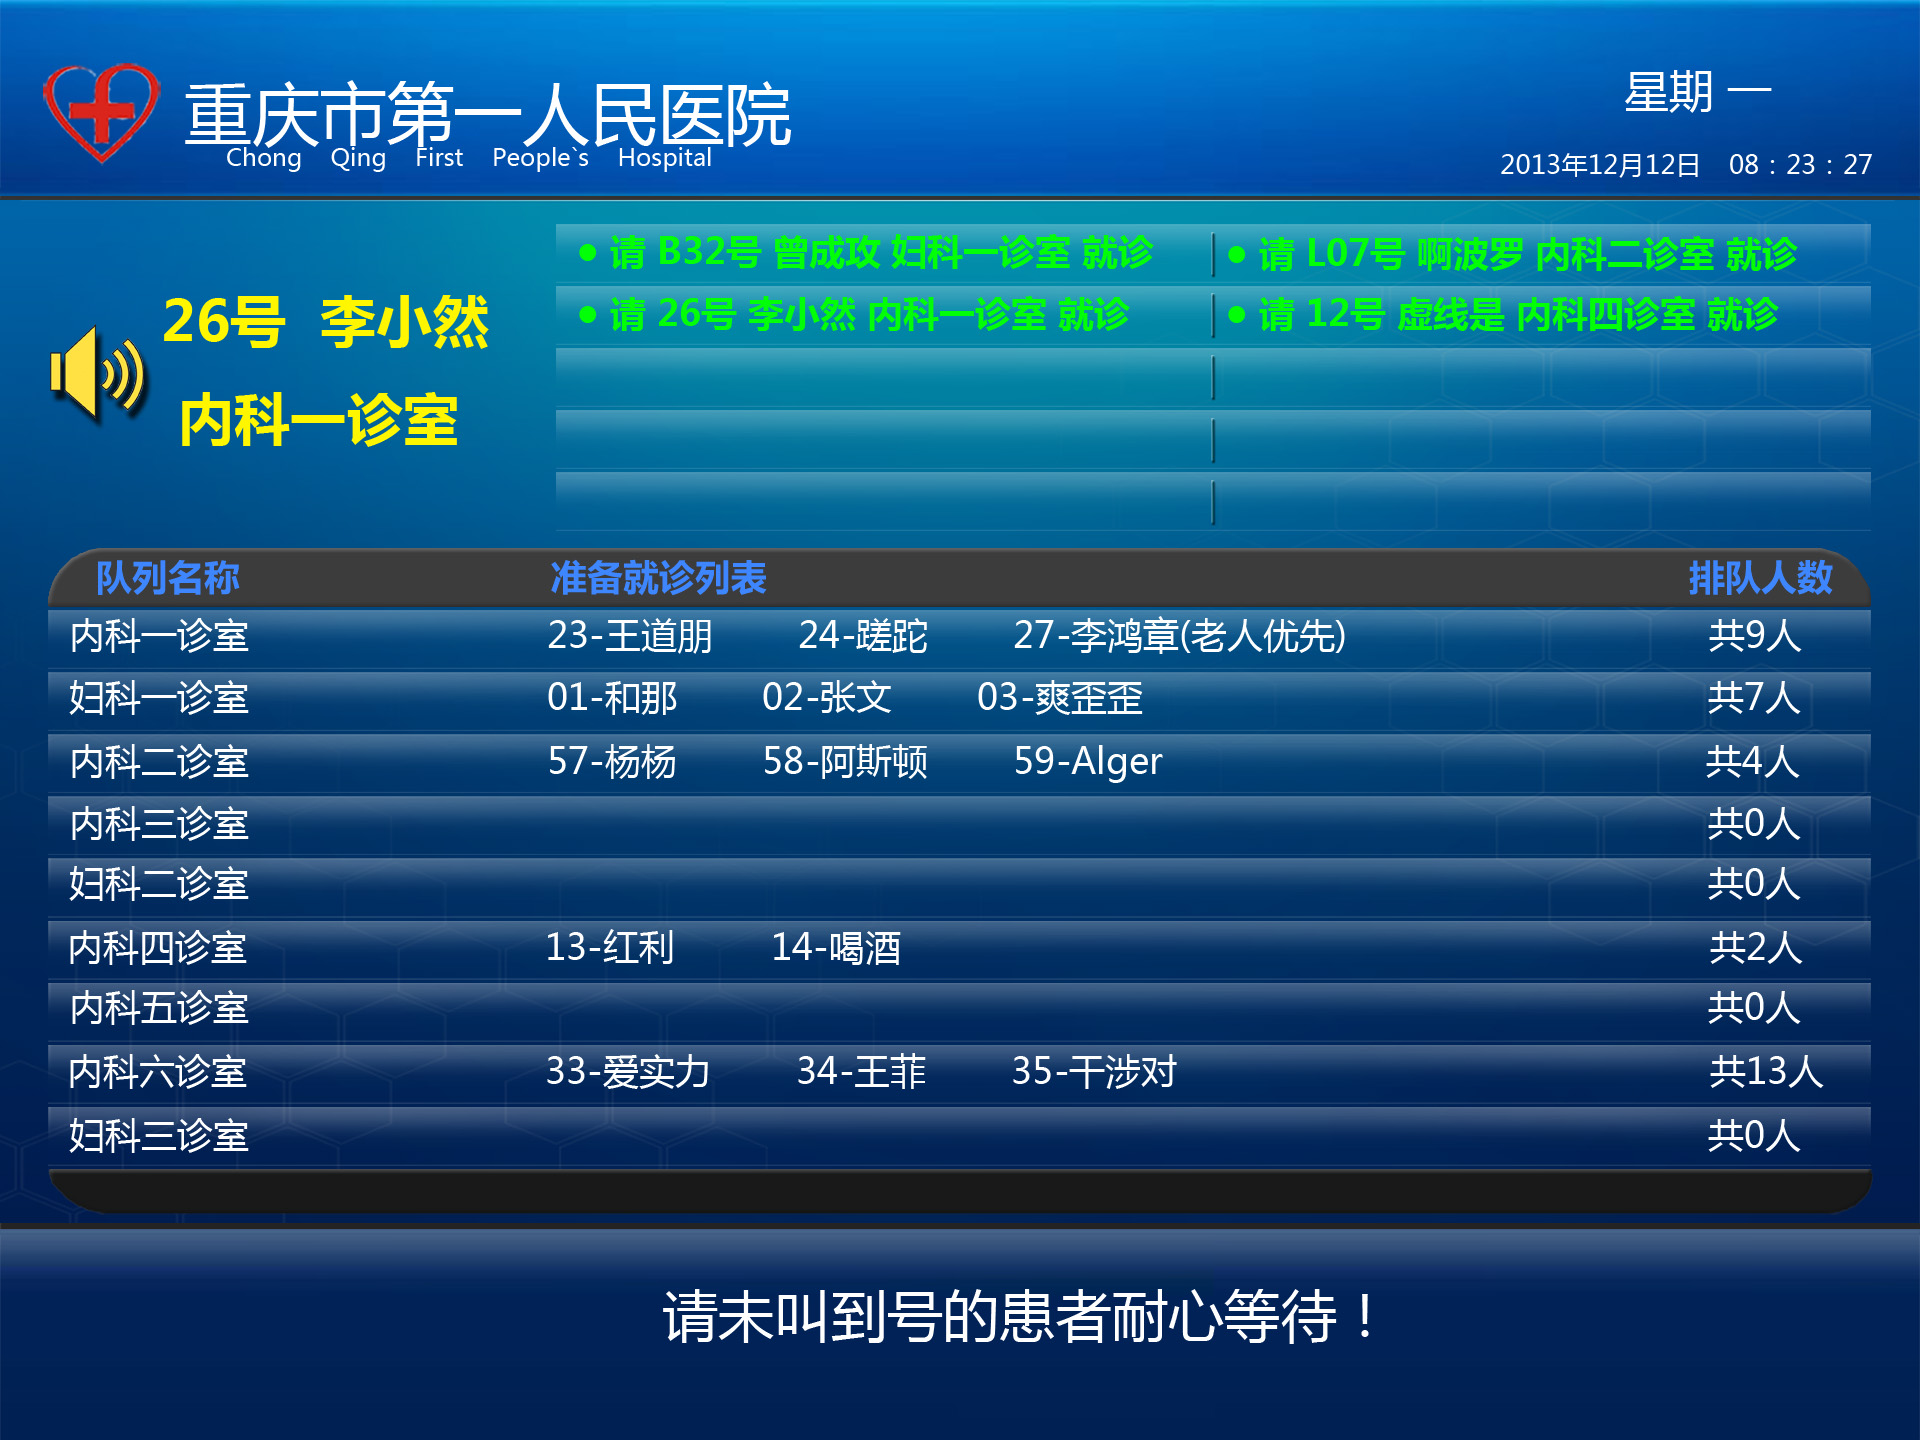 重庆市第一人民医院
Chong Qing First People`s Hospital
星期 一
2013年12月12日 08：23：27
26号 李小然
内科一诊室
● 请 B32号 曾成攻 妇科一诊室 就诊
● 请 L07号 啊波罗 内科二诊室 就诊
● 请 26号 李小然 内科一诊室 就诊
● 请 12号 虚线是 内科四诊室 就诊
队列名称 准备就诊列表 排队人数
内科一诊室 23-王道朋 24-蹉跎 27-李鸿章(老人优先) 共9人
妇科一诊室 01-和那 02-张文 03-爽歪歪 共7人
内科二诊室 57-杨杨 58-阿斯顿 59-Alger 共4人
内科三诊室 共0人
妇科二诊室 共0人
内科四诊室 13-红利 14-喝酒 共2人
内科五诊室 共0人
内科六诊室 33-爱实力 34-王菲 35-干涉对 共13人
妇科三诊室 共0人
请未叫到号的患者耐心等待！